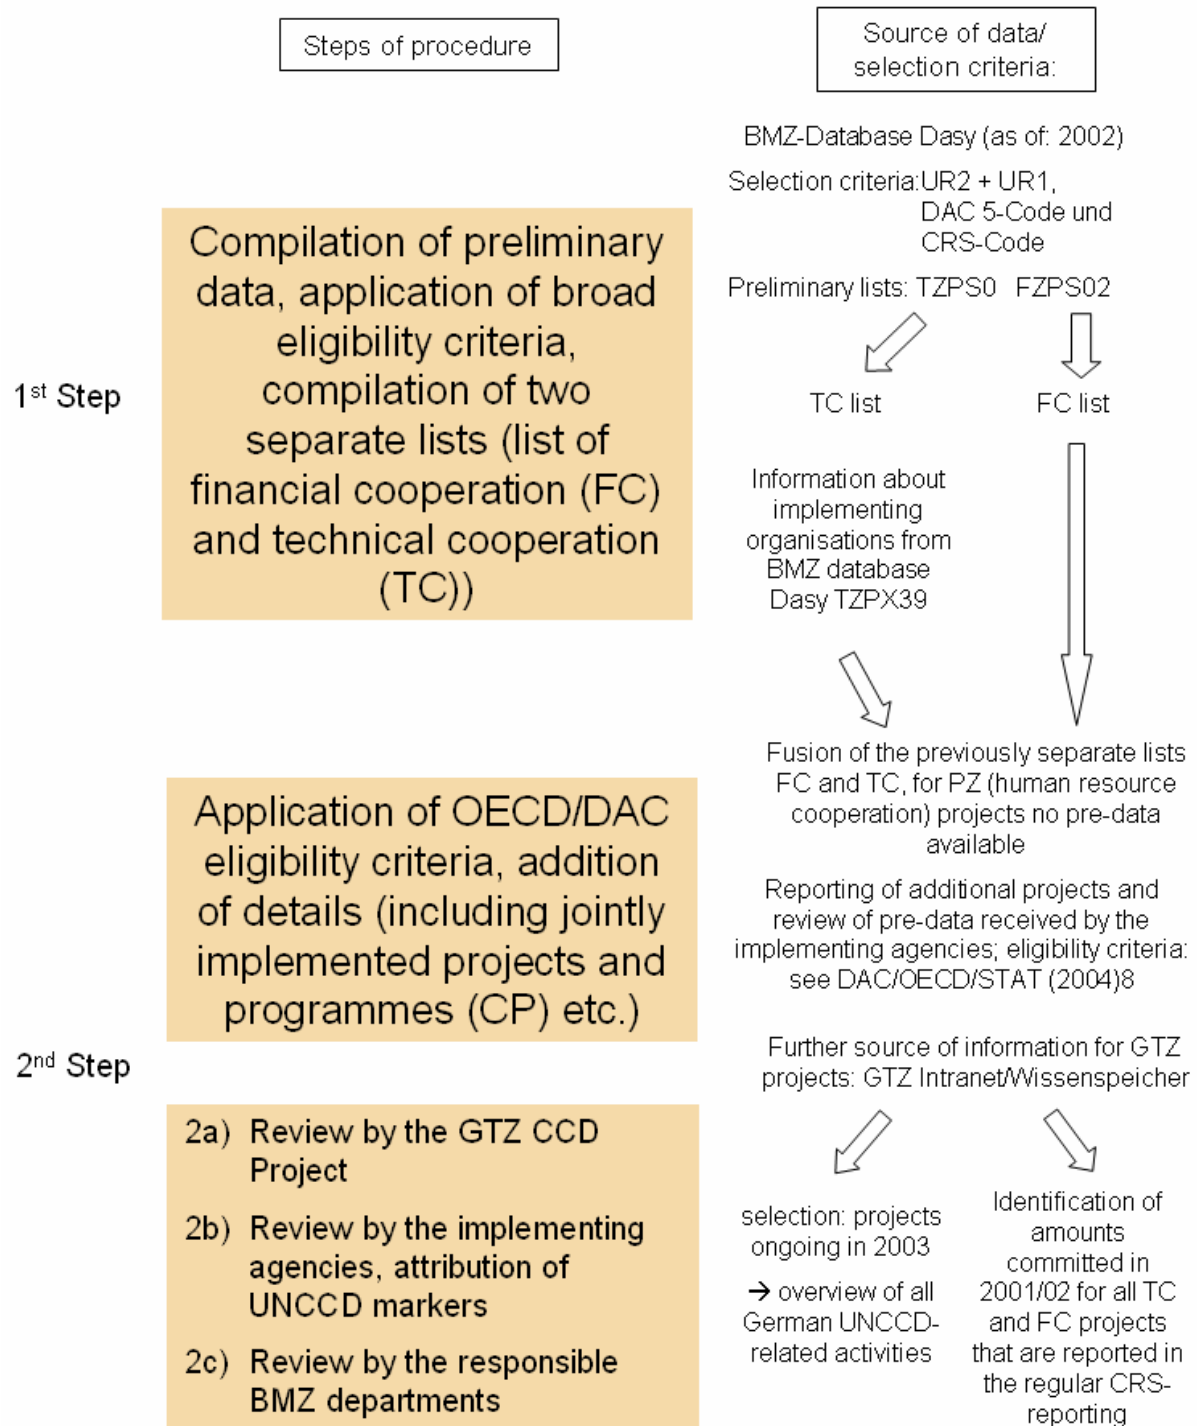 Steps of procedure
Source of data/
selection criteria:
BMZ-Database Dasy (as of: 2002)
Selection criteria:UR2 + UR1,
DAC 5-Code und
CRS-Code
Preliminary lists: TZPS0 FZPS02
1st Step
Compilation of preliminary
data, application of broad
eligibility criteria,
compilation of two
separate lists (list of
financial cooperation (FC)
and technical cooperation
(TC))
TC list
FC list
Information about
implementing
organisations from
BMZ database
Dasy TZPX39
Fusion of the previously separate lists
FC and TC, for PZ (human resource
cooperation) projects no pre-data
available
2nd Step
Application of OECD/DAC
eligibility criteria, addition
of details (including jointly
implemented projects and
programmes (CP) etc.)
Reporting of additional projects and
review of pre-data received by the
implementing agencies; eligibility criteria:
see DAC/OECD/STAT (2004)8
Further source of information for GTZ
projects: GTZ Intranet/Wissenspeicher
2a) Review by the GTZ CCD
Project
2b) Review by the implementing
agencies, attribution of
UNCCD markers
2c) Review by the responsible
BMZ departments
selection: projects
ongoing in 2003
→ overview of all
German UNCCD-
related activities
Identification of
amounts
committed in
2001/02 for all TC
and FC projects
that are reported in
the regular CRS-
reporting